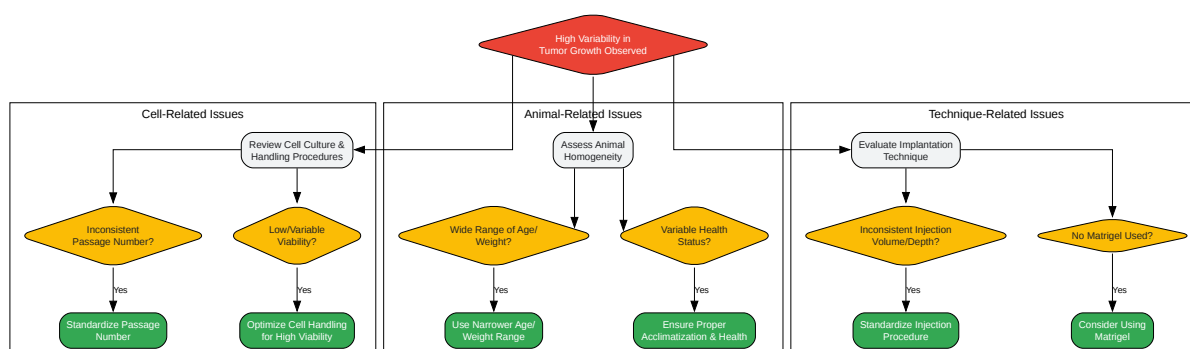 High Variability in
Tumor Growth Observed
Cell-Related Issues
Animal-Related Issues
Technique-Related Issues
Review Cell Culture &
Handling Procedures
Assess Animal
Homogeneity
Evaluate Implantation
Technique
Inconsistent
Passage Number?
Low/Variable
Viability?
Wide Range of Age/
Weight?
Variable Health
Status?
Inconsistent Injection
Volume/Depth?
No Matrigel Used?
Yes
Yes
Yes
Yes
Yes
Yes
Standardize Passage
Number
Optimize Cell Handling
for High Viability
Use Narrower Age/
Weight Range
Ensure Proper
Acclimatization & Health
Standardize Injection
Procedure
Consider Using
Matrigel